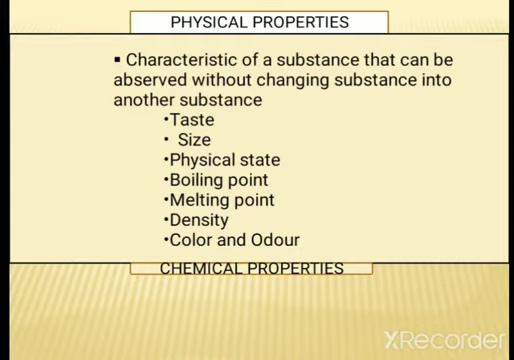 PHYSICAL PROPERTIES
▪ Characteristic of a substance that can be
abserved without changing substance into
another substance
•Taste
• Size
•Physical state
•Boiling point
•Melting point
•Density
•Color and Odour
CHEMICAL PROPERTIES
XRecorder